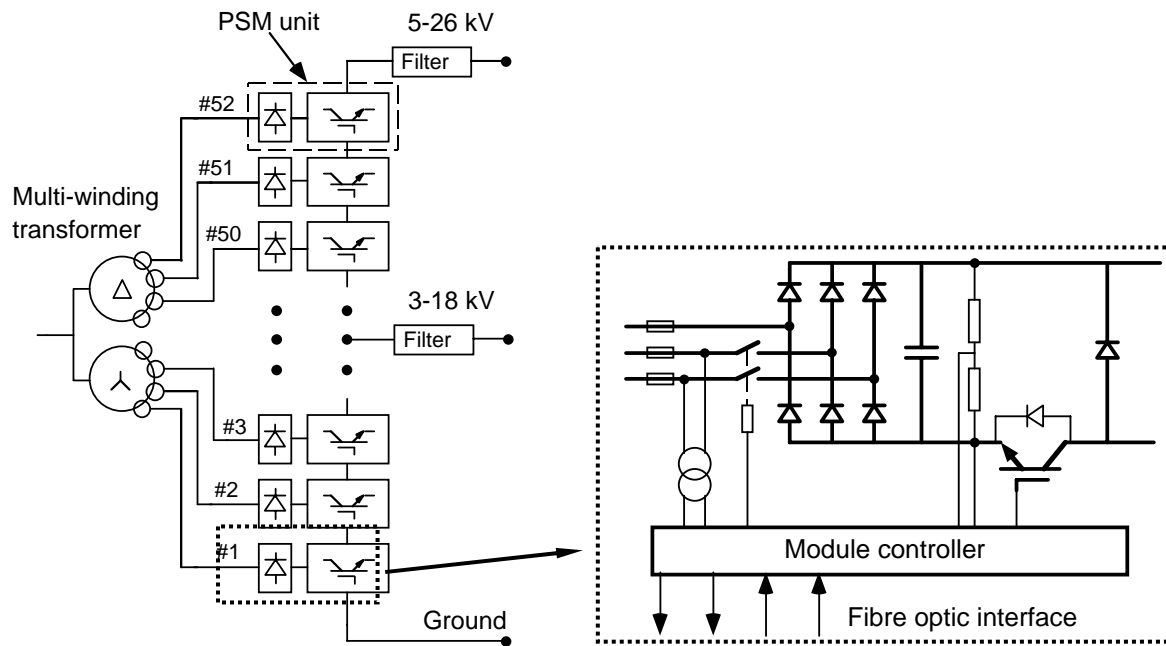 PSM unit
5-26 kV
Filter
#52
#51
Multi-winding
transformer
#50
3-18 kV
Filter
#3
#2
#1
Ground
Module controller
Fibre optic interface